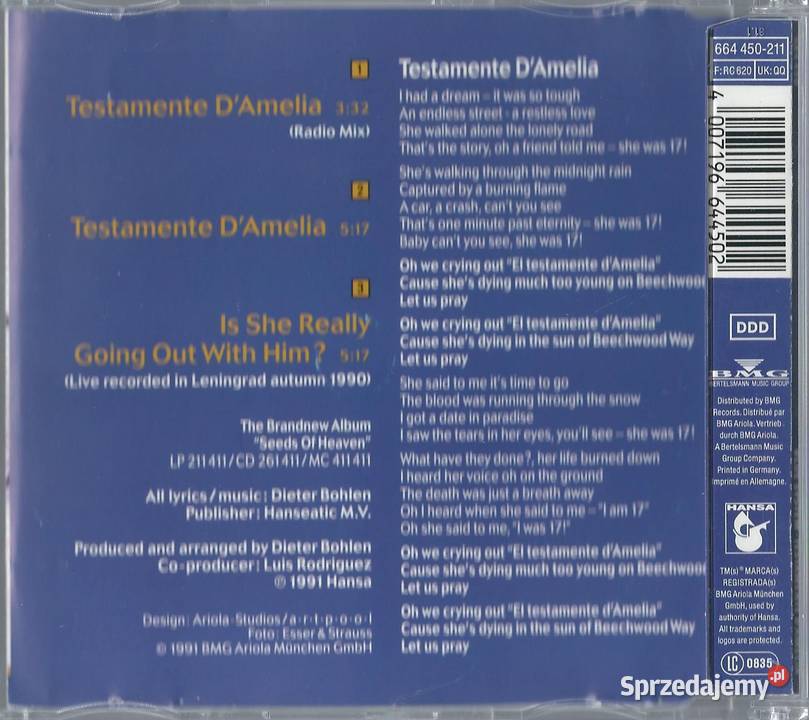 1
Testamente D'Amelia 3:32
(Radio Mix)
2
Testamente D'Amelia 5:17
3
Is She Really
Going Out With Him? 5:17
(Live recorded in Leningrad autumn 1990)
The Brandnew Album
"Seeds Of Heaven"
LP 211411/CD 261411/MC 411411
All lyrics/music: Dieter Bohlen
Publisher: Hanseatic M.V.
Produced and arranged by Dieter Bohlen
Co-producer: Luis Rodriguez
℗ 1991 Hansa
Design: Ariola-Studios/a·r·t·p·o·o·l
Foto: Esser & Strauss
© 1991 BMG Ariola München GmbH
Testamente D'Amelia
I had a dream – it was so tough
An endless street - a restless love
She walked alone the lonely road
That's the story, oh a friend told me – she was 17!
She's walking through the midnight rain
Captured by a burning flame
A car, a crash, can't you see
That's one minute past eternity – she was 17!
Baby can't you see, she was 17!
Oh we crying out "El testamente d'Amelia"
Cause she's dying much too young on Beechwoo
Let us pray
Oh we crying out "El testamente d'Amelia"
Cause she's dying in the sun of Beechwood Way
Let us pray
She said to me it's time to go
The blood was running through the snow
I got a date in paradise
I saw the tears in her eyes, you'll see – she was 17!
What have they done?, her life burned down
I heard her voice oh on the ground
The death was just a breath away
Oh I heard when she said to me – "I am 17"
Oh she said to me, "I was 17!"
Oh we crying out "El testamente d'Amelia"
Cause she's dying much too young on Beechwoo
Let us pray
Oh we crying out "El testamente d'Amelia"
Cause she's dying in the sun of Beechwood Way
Let us pray
664 450-211
F:RC 620 UK:QQ
4 007196 644502
DDD
BMG
BERTELSMANN MUSIC GROUP
Distributed by BMG
Records. Distribué par
BMG Ariola. Vertrieb
durch BMG Ariola.
A Bertelsmann Music
Group Company.
Printed in Germany.
Imprimé en Allemagne.
HANSA
TM(s)® MARCA(s)
REGISTRADA(s)
BMG Ariola München
GmbH, used by
authority of Hansa.
All trademarks and
logos are protected.
LC 0835
Sprzedajemy.pl